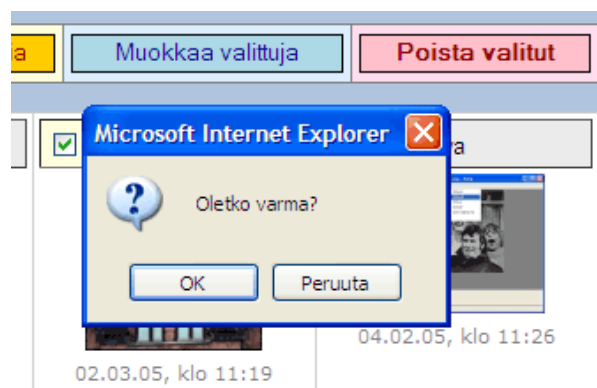 a
Muokkaa valittuja
Poista valitut
Microsoft Internet Explorer
a
Oletko varma?
OK
Peruuta
04.02.05, klo 11:26
02.03.05, klo 11:19